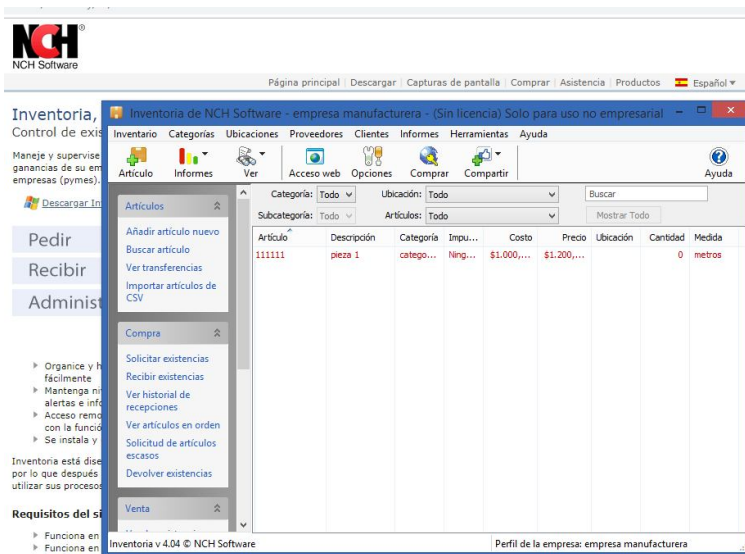 NCH®
NCH Software
Página principal | Descargar | Capturas de pantalla | Comprar | Asistencia | Productos Español
Inventoria,
Control de exis
Maneje y supervise
ganancias de su em
empresas (pymes).
Descargar In
Pedir
Recibir
Administ
Organice y h
fácilmente
Mantenga ni
alertas e info
Acceso remo
con la funció
Se instala y
Inventoria está dise
por lo que después
utilizar sus procesos
Requisitos del si
Funciona en
Funciona en
Inventoria de NCH Software - empresa manufacturera - (Sin licencia) Solo para uso no empresarial
Inventario Categorías Ubicaciones Proveedores Clientes Informes Herramientas Ayuda
Artículo Informes Ver Acceso web Opciones Comprar Compartir Ayuda
Categoría: Todo Ubicación: Todo Buscar
Subcategoría: Todo Artículos: Todo Mostrar Todo
Artículos
Añadir artículo nuevo
Buscar artículo
Ver transferencias
Importar artículos de
CSV
Compra
Solicitar existencias
Recibir existencias
Ver historial de
recepciones
Ver artículos en orden
Solicitud de artículos
escasos
Devolver existencias
Venta
Artículo Descripción Categoría Impu... Costo Precio Ubicación Cantidad Medida
111111 pieza 1 catego... Ning... $1.000,... $1.200,... 0 metros
Inventoria v 4.04 © NCH Software
Perfil de la empresa: empresa manufacturera